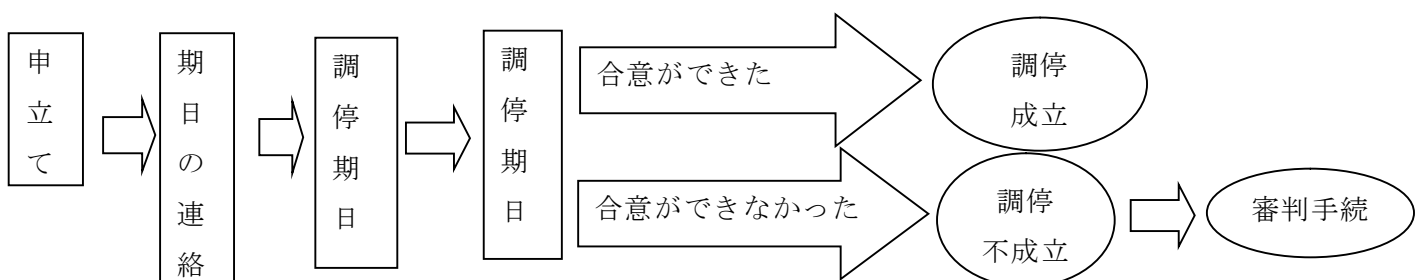 申立て
期日の連絡
調停期日
調停期日
合意ができた
調停
成立
合意ができなかった
調停
不成立
審判手続